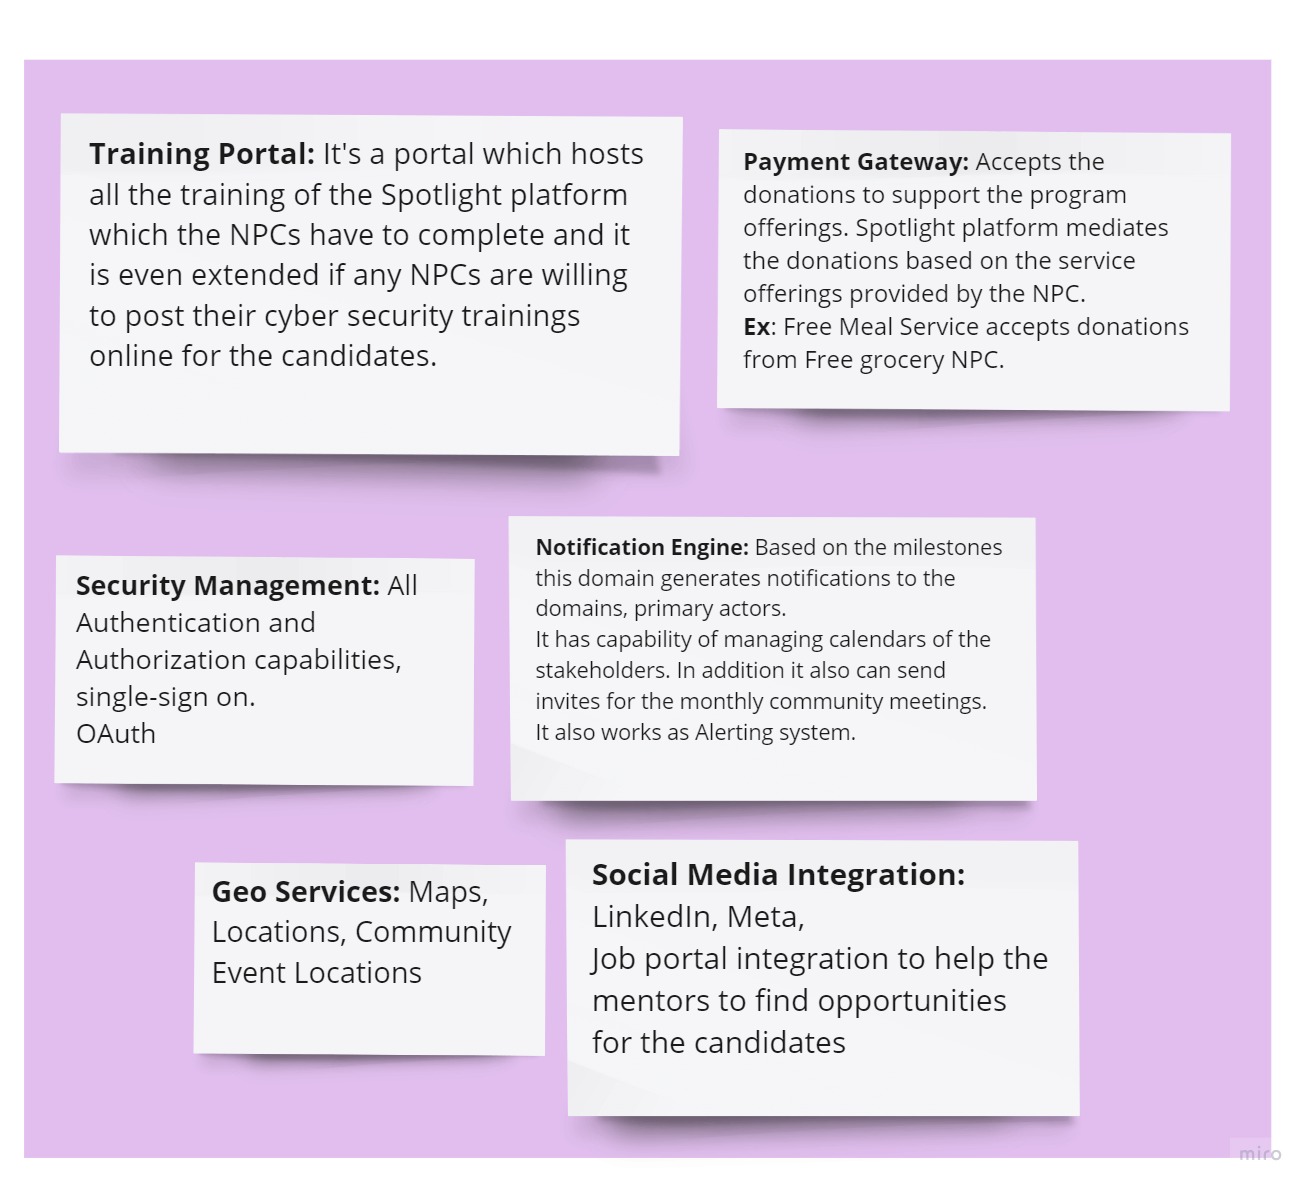 Training Portal: It's a portal which hosts
all the training of the Spotlight platform
which the NPCs have to complete and it
is even extended if any NPCs are willing
to post their cyber security trainings
online for the candidates.
Payment Gateway: Accepts the
donations to support the program
offerings. Spotlight platform mediates
the donations based on the service
offerings provided by the NPC.
Ex: Free Meal Service accepts donations
from Free grocery NPC.
Security Management: All
Authentication and
Authorization capabilities,
single-sign on.
OAuth
Notification Engine: Based on the milestones
this domain generates notifications to the
domains, primary actors.
It has capability of managing calendars of the
stakeholders. In addition it also can send
invites for the monthly community meetings.
It also works as Alerting system.
Geo Services: Maps,
Locations, Community
Event Locations
Social Media Integration:
LinkedIn, Meta,
Job portal integration to help the
mentors to find opportunities
for the candidates
miro